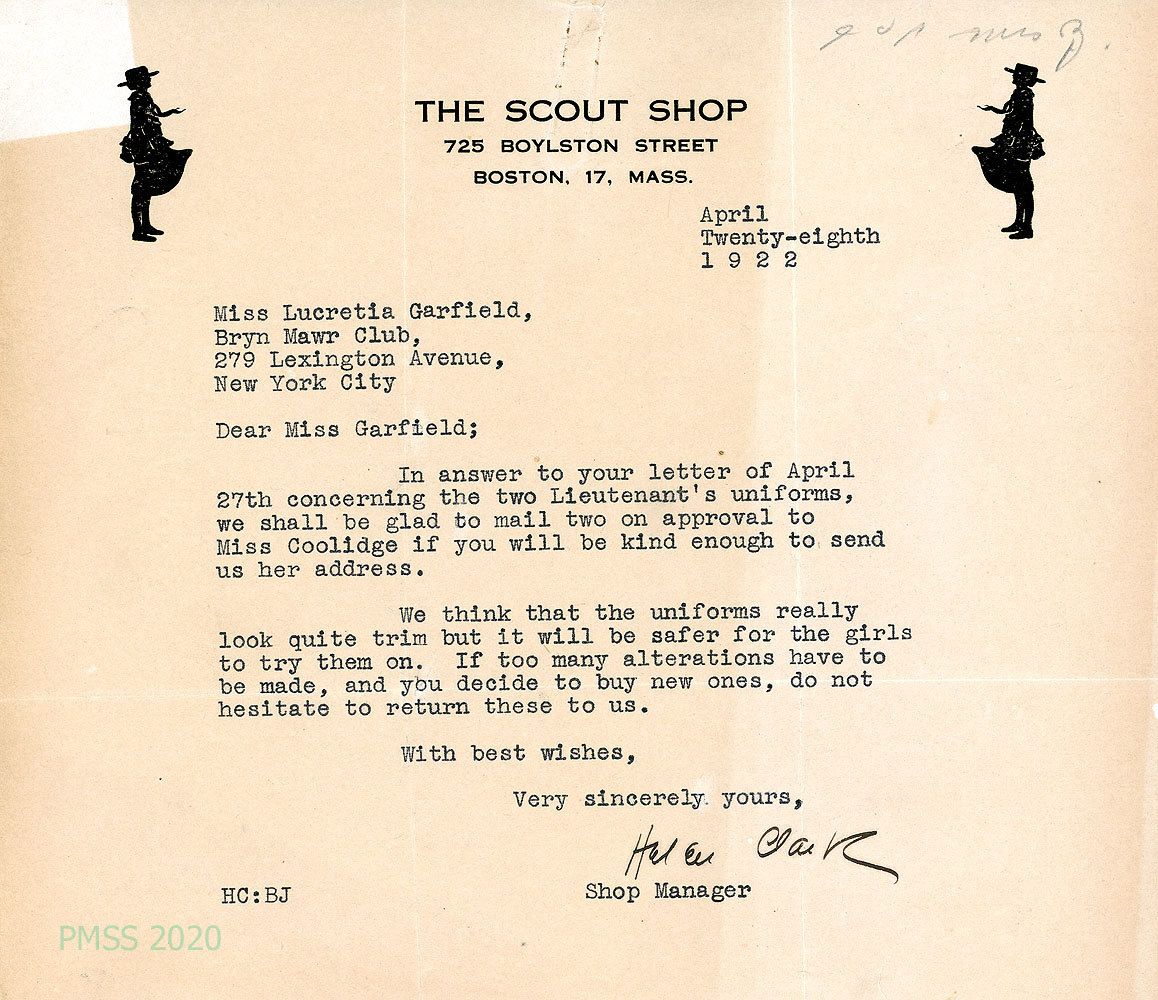 THE SCOUT SHOP
725 BOYLSTON STREET
BOSTON, 17, MASS.
April
Twenty-eighth
1 9 2 2
Miss Lucretia Garfield,
Bryn Mawr Club,
279 Lexington Avenue,
New York City
Dear Miss Garfield;
In answer to your letter of April
27th concerning the two Lieutenant's uniforms,
we shall be glad to mail two on approval to
Miss Coolidge if you will be kind enough to send
us her address.
We think that the uniforms really
look quite trim but it will be safer for the girls
to try them on. If too many alterations have to
be made, and you decide to buy new ones, do not
hesitate to return these to us.
With best wishes,
Very sincerely yours,
Helen Clark
Shop Manager
HC:BJ
PMSS 2020